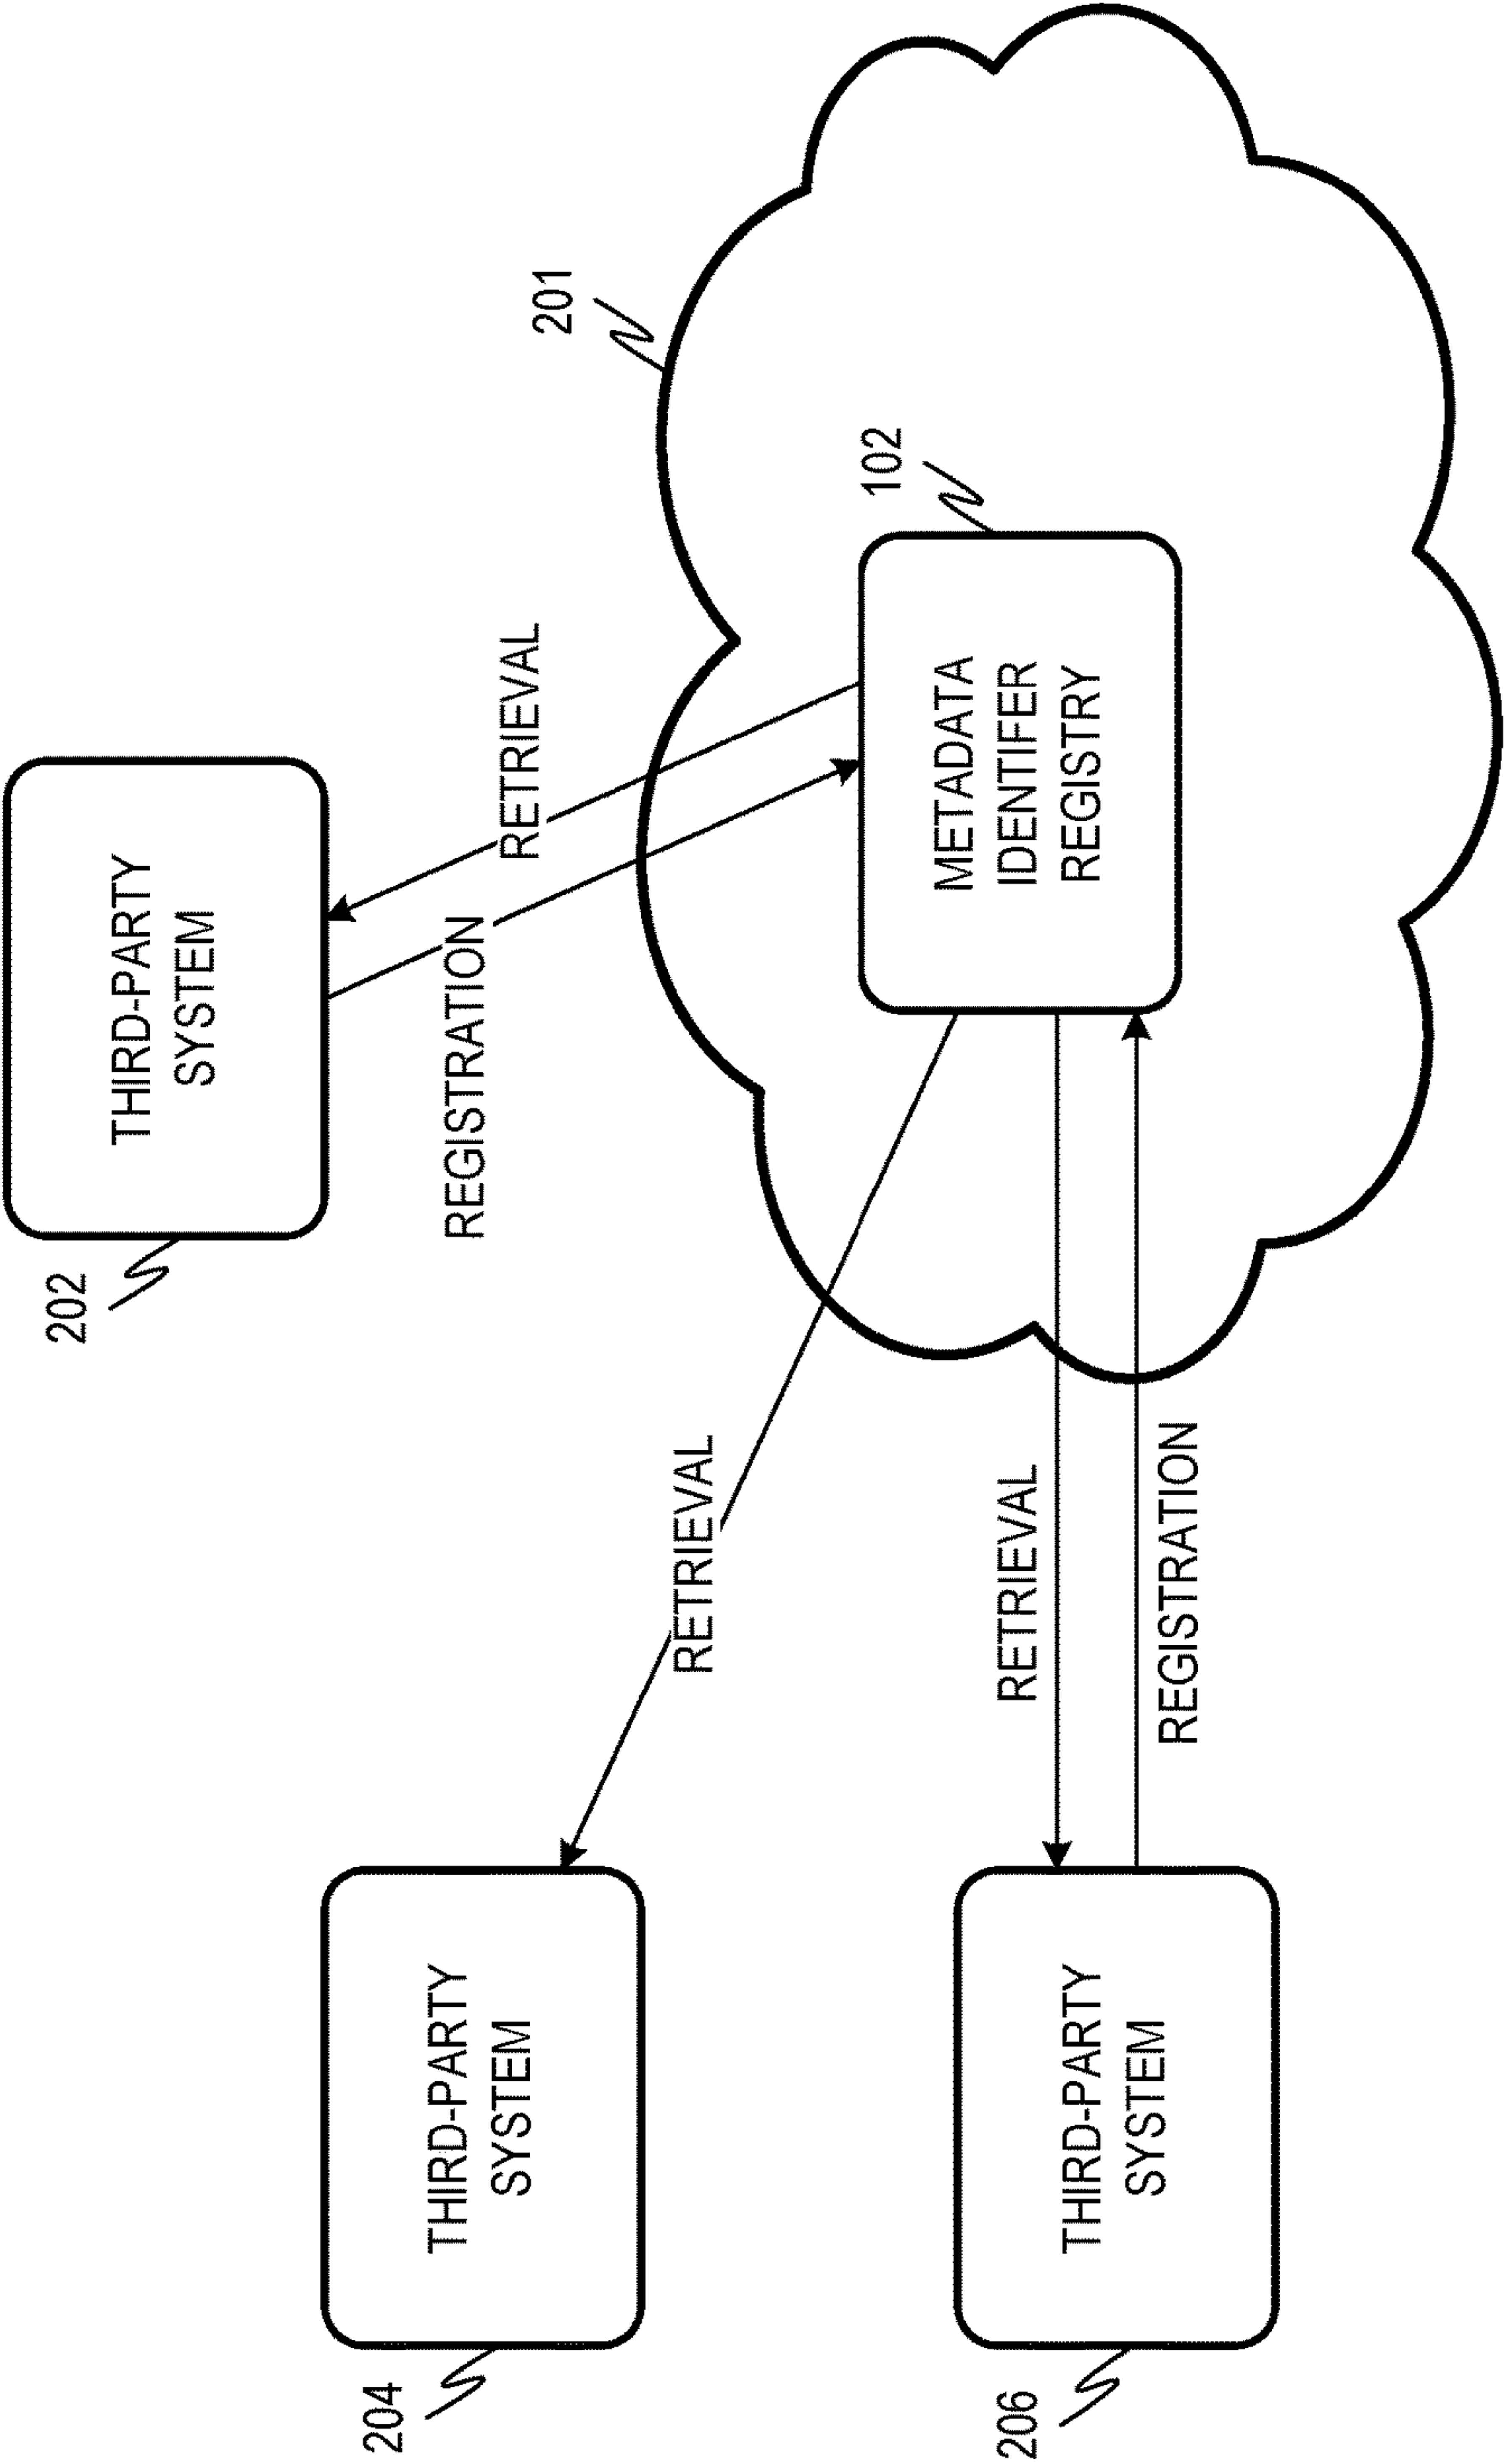 202
THIRD-PARTY
SYSTEM
REGISTRATION
RETRIEVAL
201
204
THIRD-PARTY
SYSTEM
RETRIEVAL
102
METADATA
IDENTIFER
REGISTRY
206
THIRD-PARTY
SYSTEM
RETRIEVAL
REGISTRATION